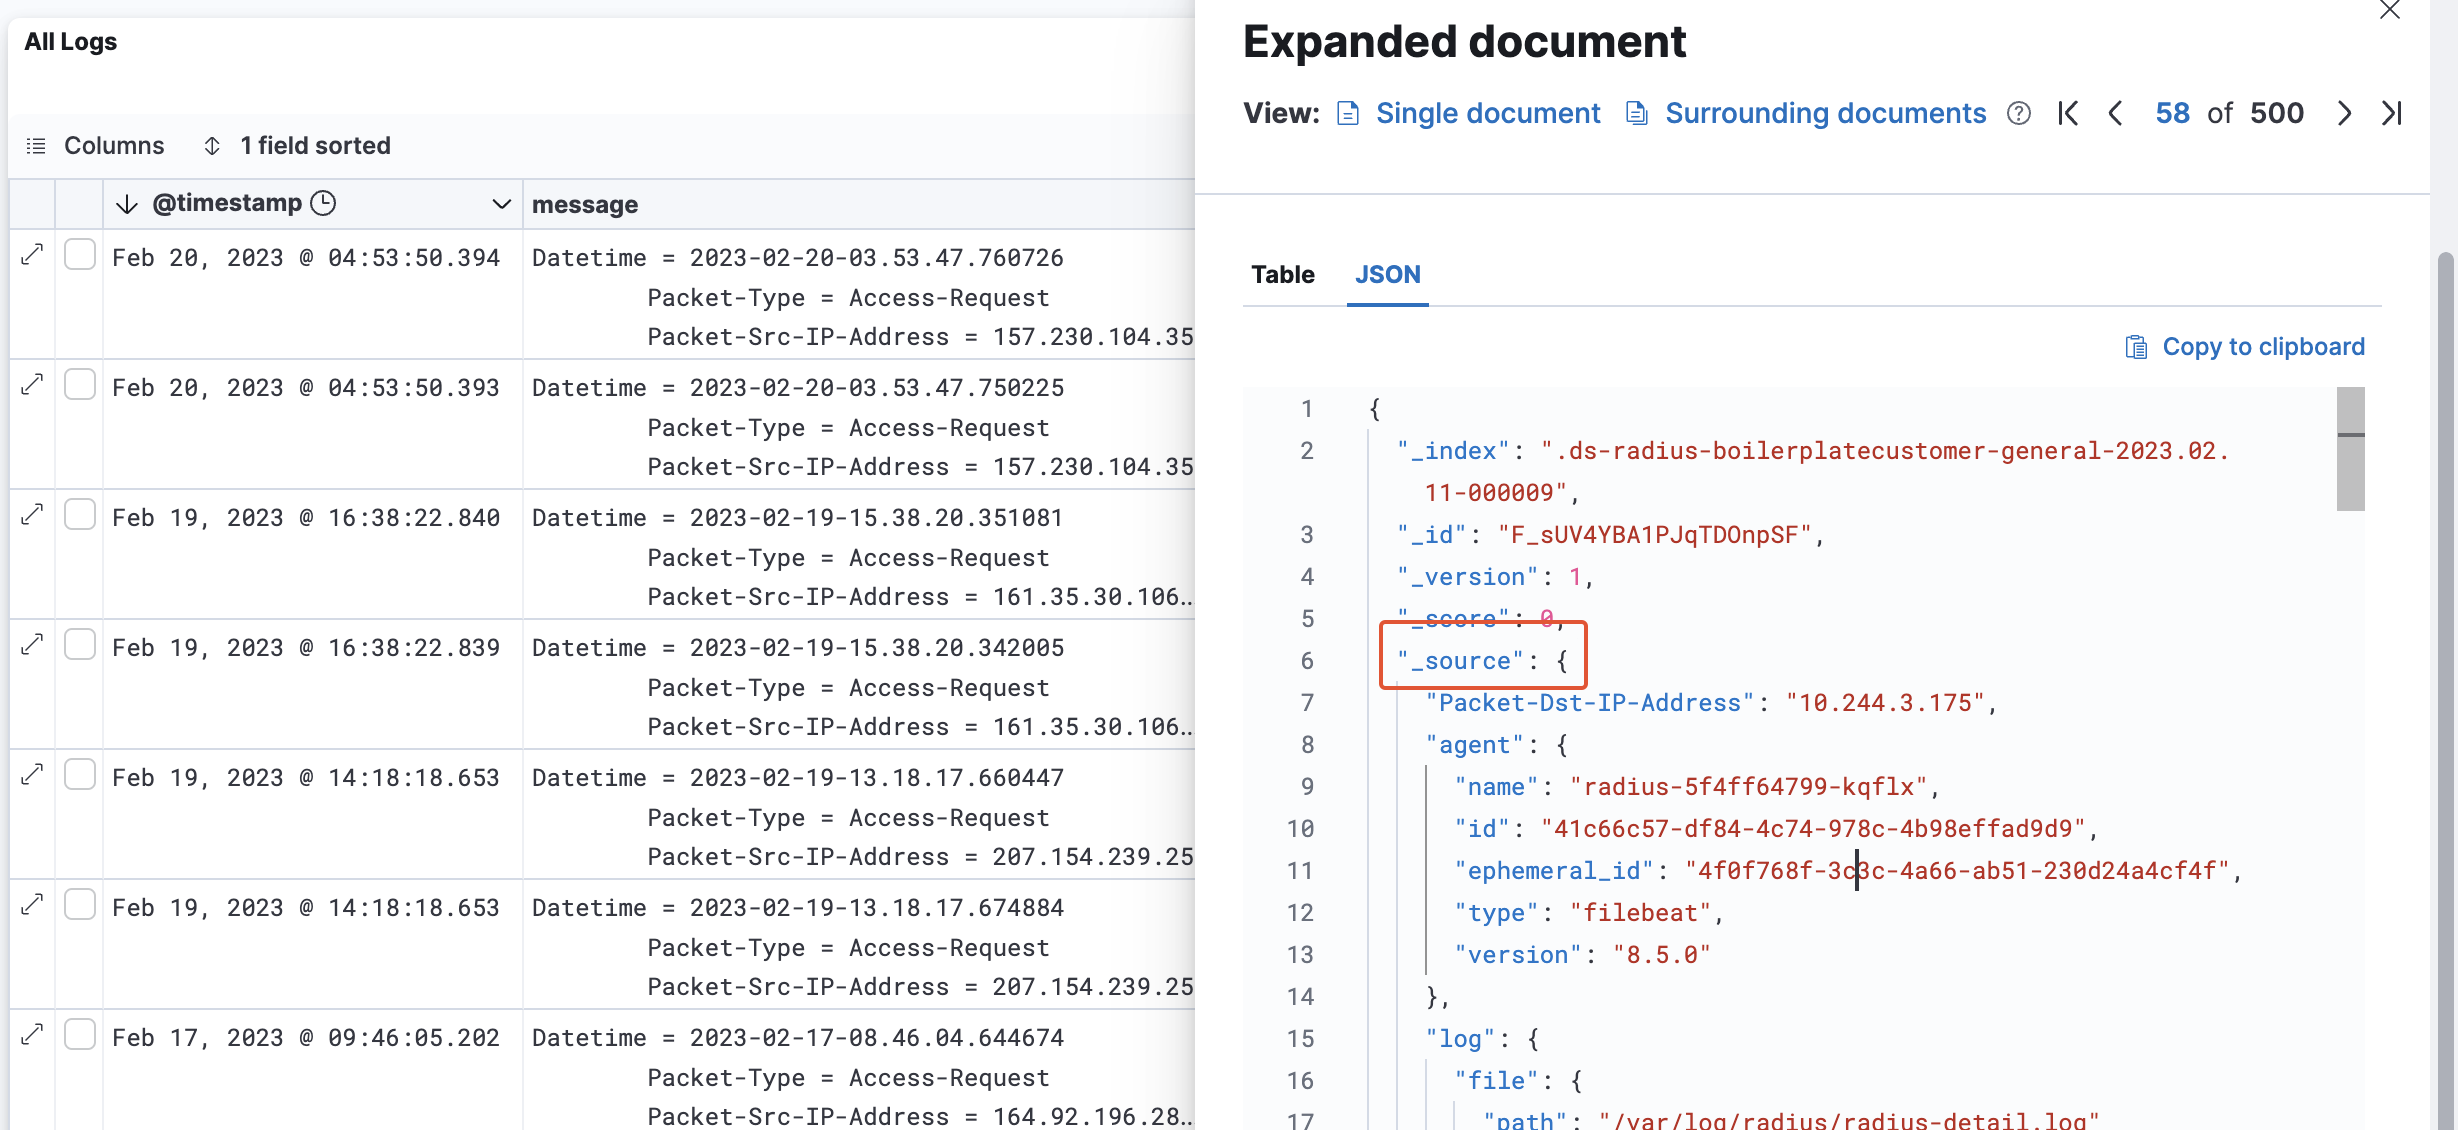 All Logs
Columns 1 field sorted
@timestamp message
Feb 20, 2023 @ 04:53:50.394 Datetime = 2023-02-20-03.53.47.760726
Packet-Type = Access-Request
Packet-Src-IP-Address = 157.230.104.35
Feb 20, 2023 @ 04:53:50.393 Datetime = 2023-02-20-03.53.47.750225
Packet-Type = Access-Request
Packet-Src-IP-Address = 157.230.104.35
Feb 19, 2023 @ 16:38:22.840 Datetime = 2023-02-19-15.38.20.351081
Packet-Type = Access-Request
Packet-Src-IP-Address = 161.35.30.106…
Feb 19, 2023 @ 16:38:22.839 Datetime = 2023-02-19-15.38.20.342005
Packet-Type = Access-Request
Packet-Src-IP-Address = 161.35.30.106…
Feb 19, 2023 @ 14:18:18.653 Datetime = 2023-02-19-13.18.17.660447
Packet-Type = Access-Request
Packet-Src-IP-Address = 207.154.239.25
Feb 19, 2023 @ 14:18:18.653 Datetime = 2023-02-19-13.18.17.674884
Packet-Type = Access-Request
Packet-Src-IP-Address = 207.154.239.25
Feb 17, 2023 @ 09:46:05.202 Datetime = 2023-02-17-08.46.04.644674
Packet-Type = Access-Request
Packet-Src-IP-Address = 164.92.196.28…
Expanded document
View: Single document Surrounding documents 58 of 500
Table JSON
Copy to clipboard
1 {
2 "_index": ".ds-radius-boilerplatecustomer-general-2023.02.
11-000009",
3 "_id": "F_sUV4YBA1PJqTDOnpSF",
4 "_version": 1,
5 "_score": 0,
6 "_source": {
7 "Packet-Dst-IP-Address": "10.244.3.175",
8 "agent": {
9 "name": "radius-5f4ff64799-kqflx",
10 "id": "41c66c57-df84-4c74-978c-4b98effad9d9",
11 "ephemeral_id": "4f0f768f-3c3c-4a66-ab51-230d24a4cf4f",
12 "type": "filebeat",
13 "version": "8.5.0"
14 },
15 "log": {
16 "file": {
17 "path": "/var/log/radius/radius-detail.log"